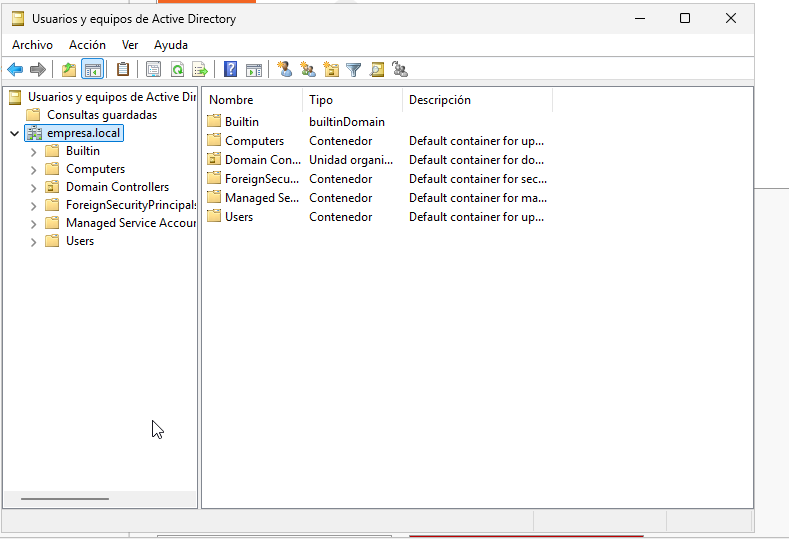 Usuarios y equipos de Active Directory
Archivo Acción Ver Ayuda
Usuarios y equipos de Active Dir
Consultas guardadas
empresa.local
Builtin
Computers
Domain Controllers
ForeignSecurityPrincipals
Managed Service Accour
Users
Nombre Tipo Descripción
Builtin builtinDomain
Computers Contenedor Default container for up...
Domain Con... Unidad organi... Default container for do...
ForeignSecu... Contenedor Default container for sec...
Managed Se... Contenedor Default container for ma...
Users Contenedor Default container for up...